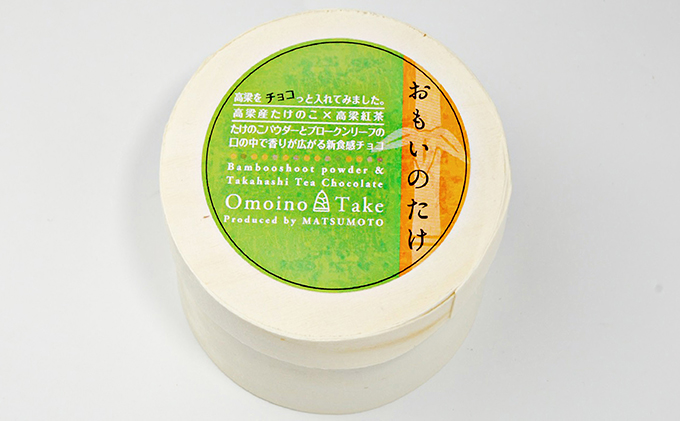 おもいのたけ
高梁を チョコっと入れてみました。
高梁産たけのこ×高梁紅茶
たけのこパウダーとブロークンリーフの
口の中で香りが広がる新食感チョコ
Bambooshoot powder &
Takahashi Tea Chocolate
Omoino Take
Produced by MATSUMOTO